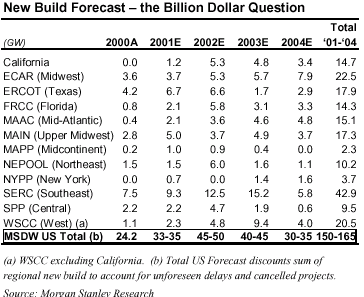 New Build Forecast – the Billion Dollar Question
Total
(GW) 2000A 2001E 2002E 2003E 2004E '01-'04
California 0.0 1.2 5.3 4.8 3.4 14.7
ECAR (Midwest) 3.6 3.7 5.3 5.7 7.9 22.5
ERCOT (Texas) 4.2 6.7 6.6 1.7 2.9 17.9
FRCC (Florida) 0.8 2.1 5.8 3.1 3.3 14.3
MAAC (Mid-Atlantic) 0.4 2.1 3.6 4.6 4.8 15.1
MAIN (Upper Midwest) 2.8 5.0 3.7 4.9 3.7 17.3
MAPP (Midcontinent) 0.2 1.0 0.9 0.4 0.0 2.3
NEPOOL (Northeast) 1.5 1.5 6.0 1.6 1.1 10.2
NYPP (New York) 0.0 0.7 0.0 1.4 1.6 3.7
SERC (Southeast) 7.5 9.3 12.5 15.2 5.8 42.9
SPP (Central) 2.2 2.2 4.7 1.9 0.6 9.5
WSCC (West) (a) 1.1 2.3 4.8 9.4 4.0 20.5
MSDW US Total (b) 24.2 33-35 45-50 40-45 30-35 150-165
(a) WSCC excluding California. (b) Total US Forecast discounts sum of
regional new build to account for unforeseen delays and cancelled projects.
Source: Morgan Stanley Research